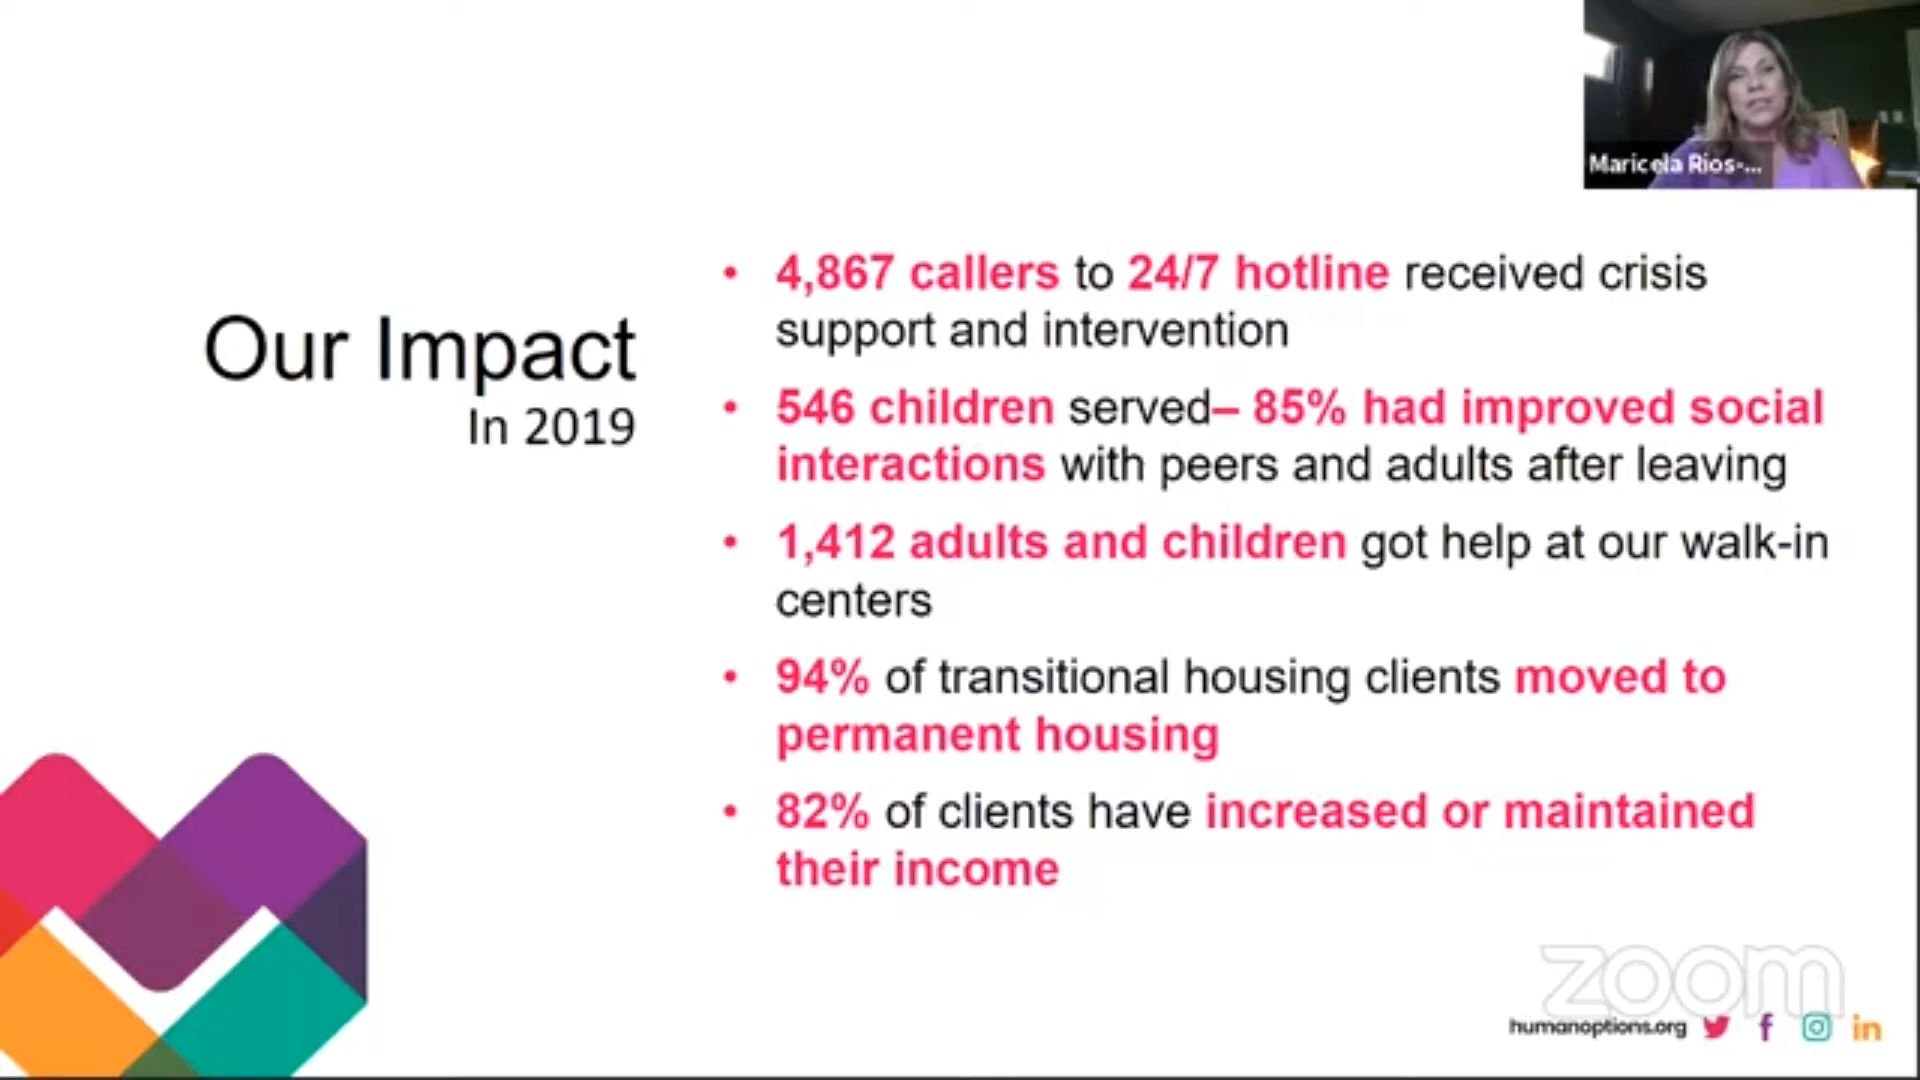 Maricela Rios-...
Our Impact
In 2019
• 4,867 callers to 24/7 hotline received crisis
support and intervention
• 546 children served– 85% had improved social
interactions with peers and adults after leaving
• 1,412 adults and children got help at our walk-in
centers
• 94% of transitional housing clients moved to
permanent housing
• 82% of clients have increased or maintained
their income
zoom
humanoptions.org